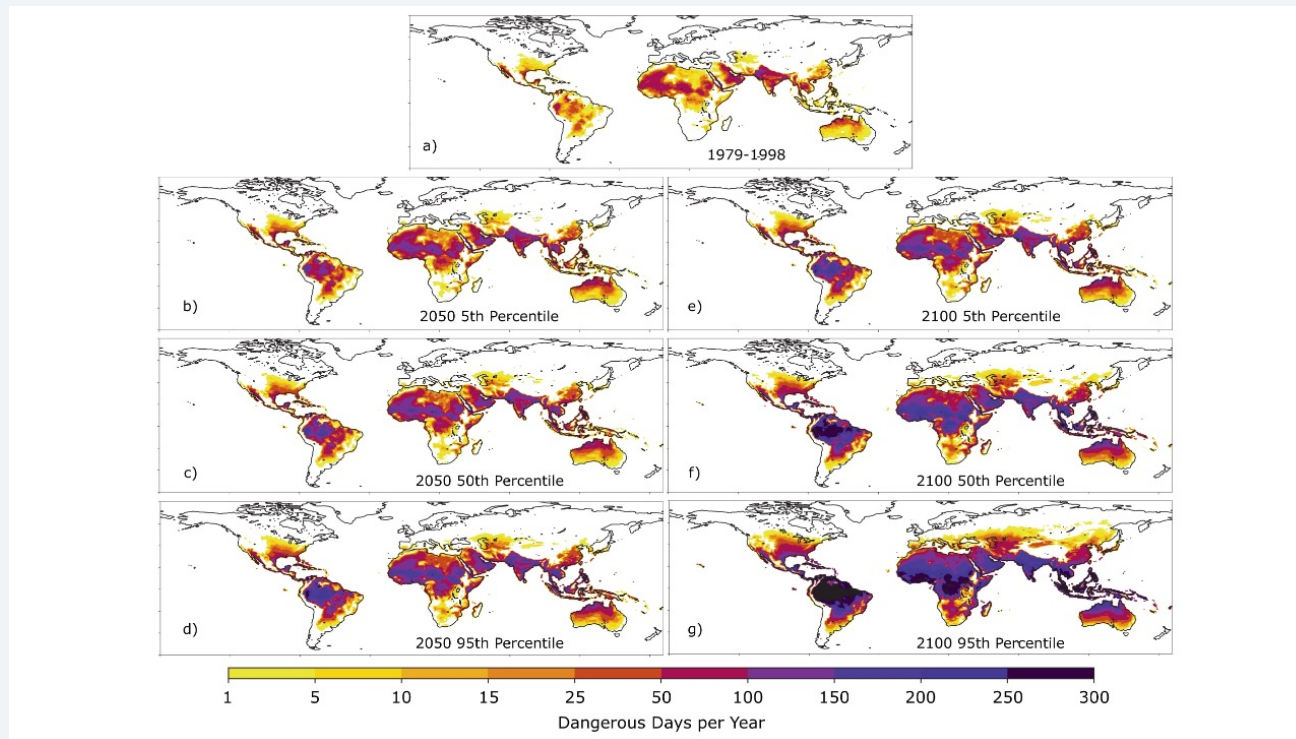 a)
1979-1998
b)
2050 5th Percentile
e)
2100 5th Percentile
c)
2050 50th Percentile
f)
2100 50th Percentile
d)
2050 95th Percentile
g)
2100 95th Percentile
1 5 10 15 25 50 100 150 200 250 300
Dangerous Days per Year